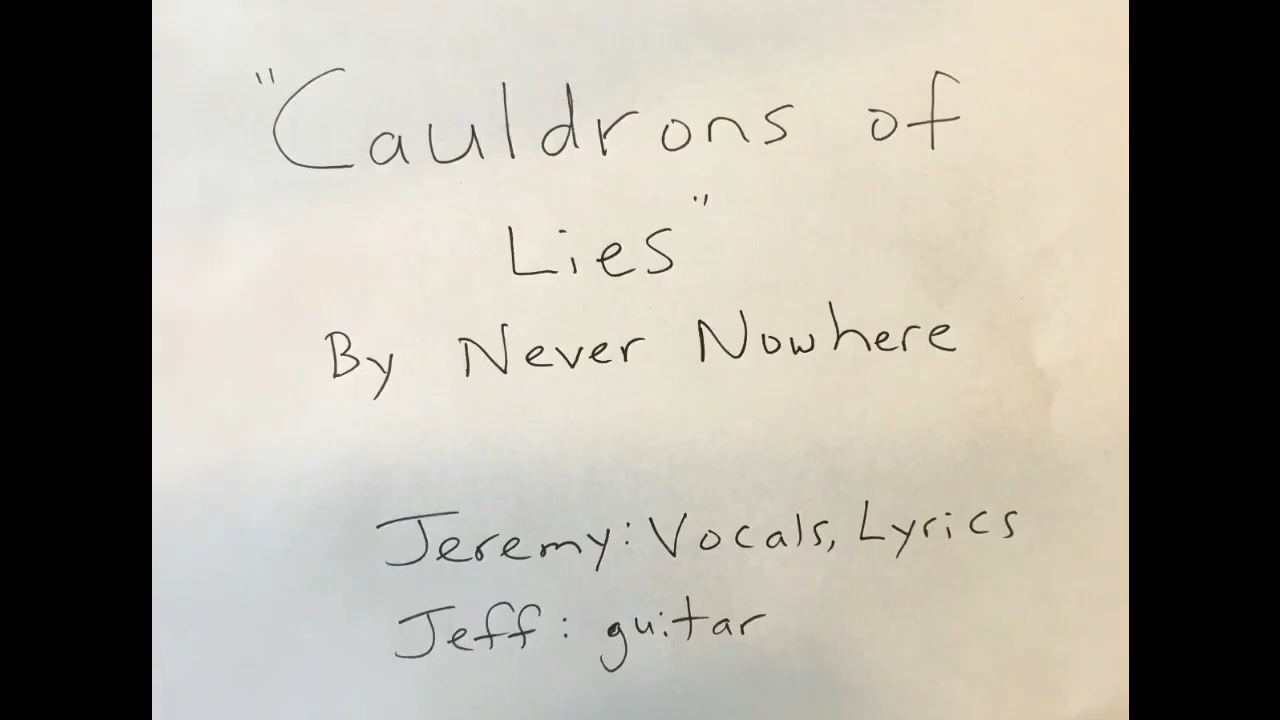 "Cauldrons of
Lies"
By Never Nowhere
Jeremy: Vocals, Lyrics
Jeff: guitar